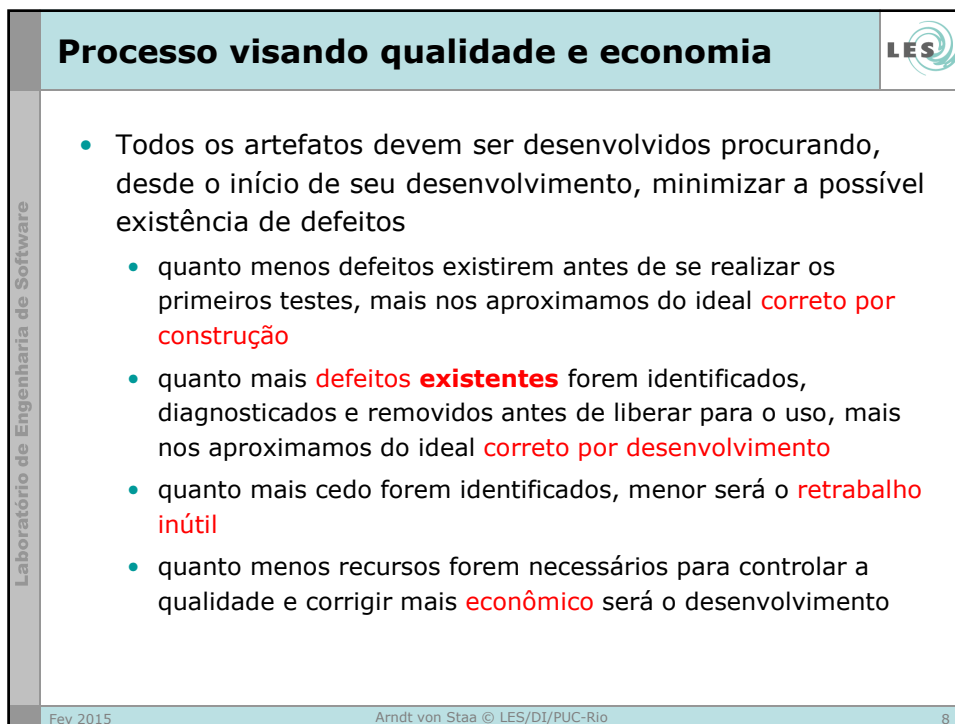 Processo visando qualidade e economia
LES
Laboratório de Engenharia de Software
• Todos os artefatos devem ser desenvolvidos procurando,
desde o início de seu desenvolvimento, minimizar a possível
existência de defeitos
• quanto menos defeitos existirem antes de se realizar os
primeiros testes, mais nos aproximamos do ideal correto por
construção
• quanto mais defeitos existentes forem identificados,
diagnosticados e removidos antes de liberar para o uso, mais
nos aproximamos do ideal correto por desenvolvimento
• quanto mais cedo forem identificados, menor será o retrabalho
inútil
• quanto menos recursos forem necessários para controlar a
qualidade e corrigir mais econômico será o desenvolvimento
Fev 2015
Arndt von Staa © LES/DI/PUC-Rio
8